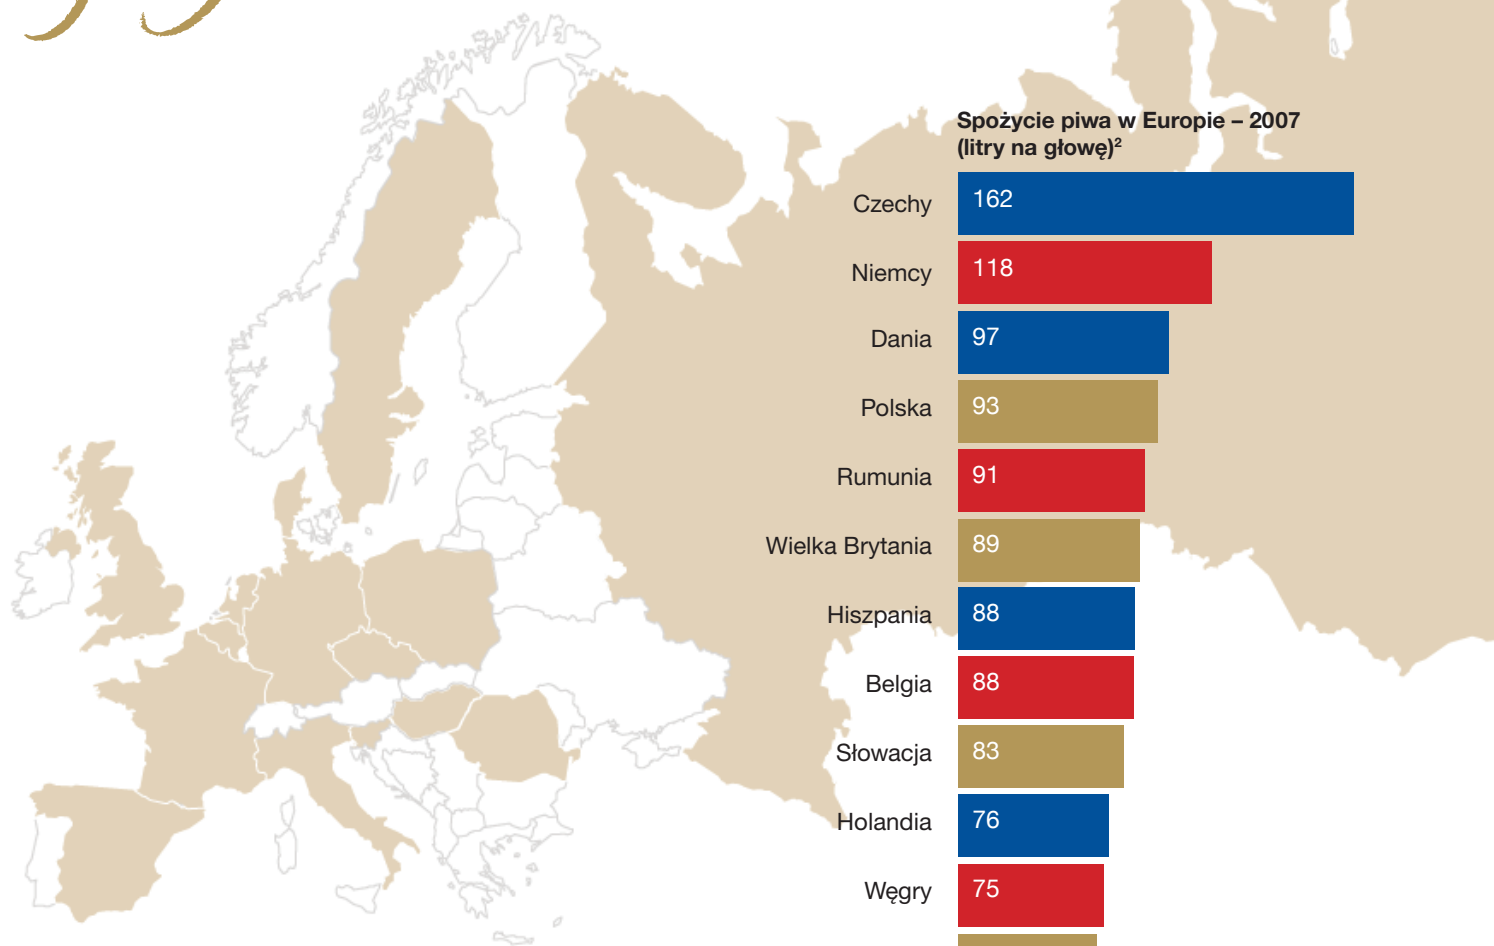 Spożycie piwa w Europie – 2007
(litry na głowę)²
Czechy 162
Niemcy 118
Dania 97
Polska 93
Rumunia 91
Wielka Brytania 89
Hiszpania 88
Belgia 88
Słowacja 83
Holandia 76
Węgry 75